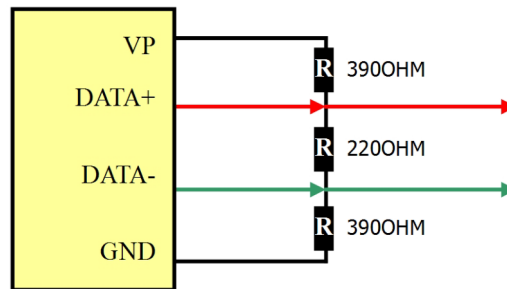 VP
R 390OHM
DATA+
R 220OHM
DATA-
R 390OHM
GND